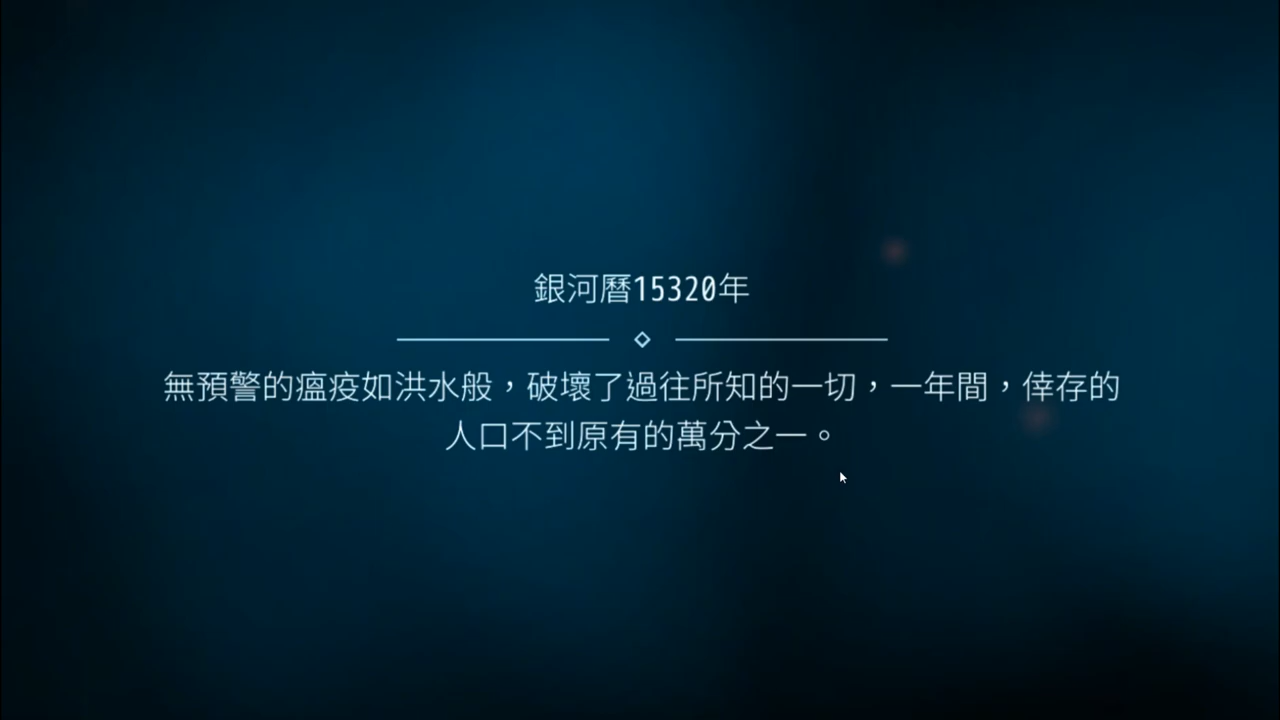 銀河曆15320年
無預警的瘟疫如洪水般，破壞了過往所知的一切，一年間，倖存的
人口不到原有的萬分之一。